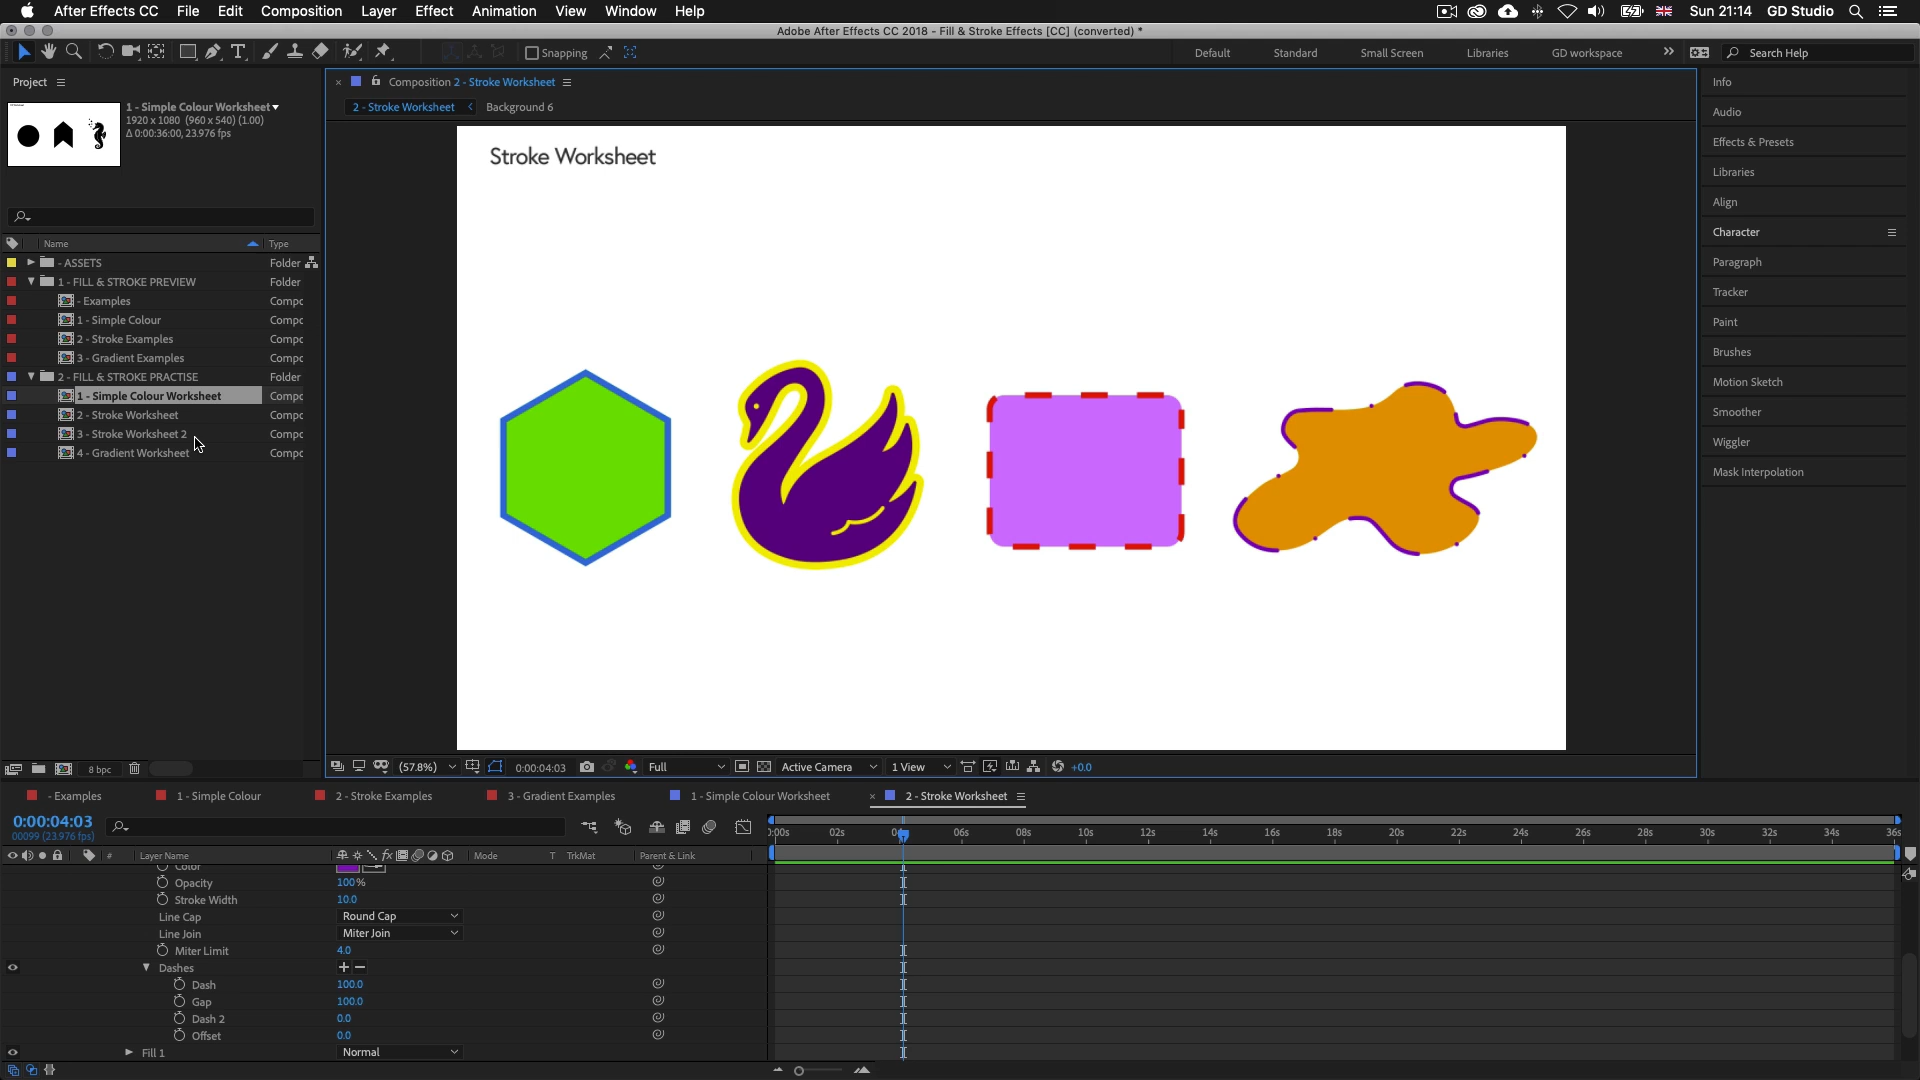 After Effects CC File Edit Composition Layer Effect Animation View Window Help Sun 21:14 GD Studio
Adobe After Effects CC 2018 - Fill & Stroke Effects [CC] (converted) *
Snapping Default Standard Small Screen Libraries GD workspace Search Help
Project
1 - Simple Colour Worksheet
1920 x 1080 (960 x 540) (1.00)
Δ 0:00:36:00, 23.976 fps
Name Type
- ASSETS Folder
1 - FILL & STROKE PREVIEW Folder
- Examples Compo
1 - Simple Colour Compo
2 - Stroke Examples Compo
3 - Gradient Examples Compo
2 - FILL & STROKE PRACTISE Folder
1 - Simple Colour Worksheet Compo
2 - Stroke Worksheet Compo
3 - Stroke Worksheet 2 Compo
4 - Gradient Worksheet Compo
8 bpc
Composition 2 - Stroke Worksheet
2 - Stroke Worksheet Background 6
Stroke Worksheet
(57.8%) 0:00:04:03 Full Active Camera 1 View +0.0
Info
Audio
Effects & Presets
Libraries
Align
Character
Paragraph
Tracker
Paint
Brushes
Motion Sketch
Smoother
Wiggler
Mask Interpolation
- Examples 1 - Simple Colour 2 - Stroke Examples 3 - Gradient Examples 1 - Simple Colour Worksheet 2 - Stroke Worksheet
0:00:04:03
00099 (23.976 fps)
02s 06s 08s 10s 12s 14s 16s 18s 20s 22s 24s 26s 28s 30s 32s 34s 36s
# Layer Name Mode T TrkMat Parent & Link
Color
Opacity 100%
Stroke Width 10.0
Line Cap Round Cap
Line Join Miter Join
Miter Limit 4.0
Dashes + −
Dash 100.0
Gap 100.0
Dash 2 0.0
Offset 0.0
Fill 1 Normal